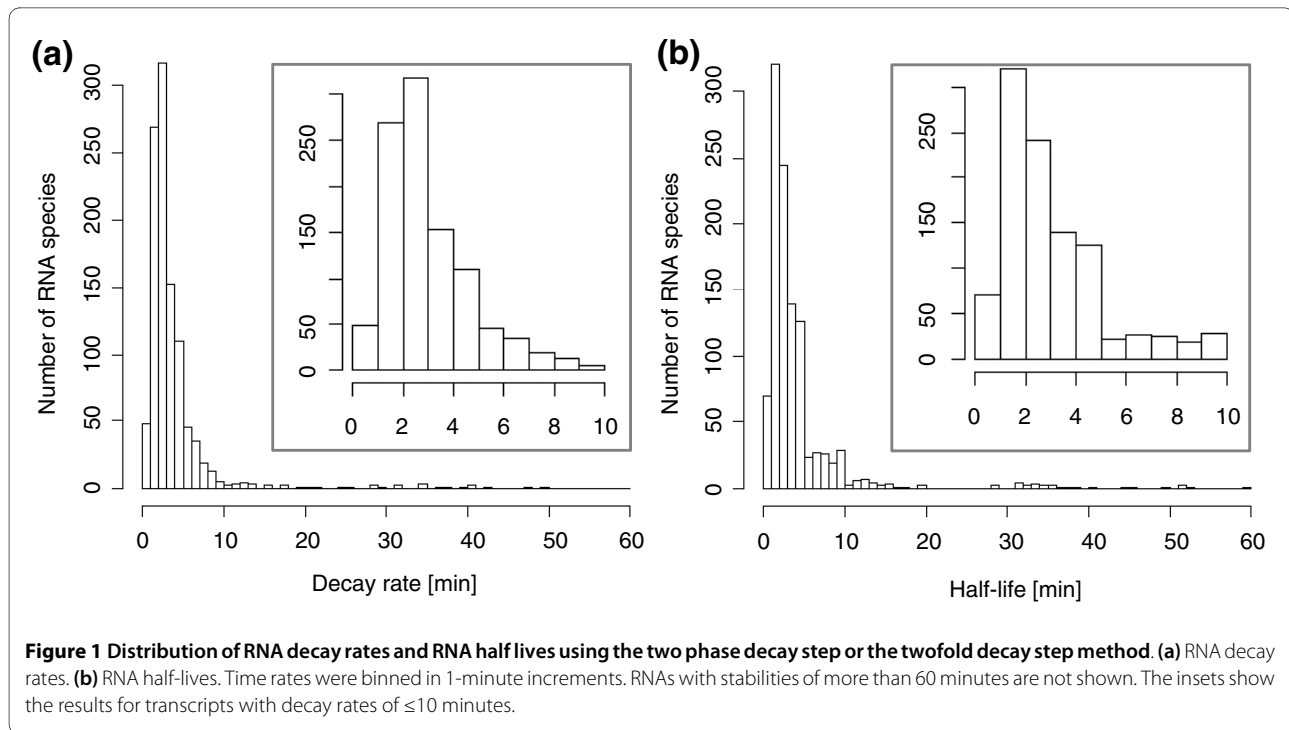 (a)
Number of RNA species
0 50 100 150 200 250 300
0 10 20 30 40 50 60
Decay rate [min]
0 50 150 250
0 2 4 6 8 10
(b)
Number of RNA species
0 50 100 150 200 250 300
0 10 20 30 40 50 60
Half-life [min]
0 50 150 250
0 2 4 6 8 10
Figure 1 Distribution of RNA decay rates and RNA half lives using the two phase decay step or the twofold decay step method. (a) RNA decay
rates. (b) RNA half-lives. Time rates were binned in 1-minute increments. RNAs with stabilities of more than 60 minutes are not shown. The insets show
the results for transcripts with decay rates of ≤10 minutes.